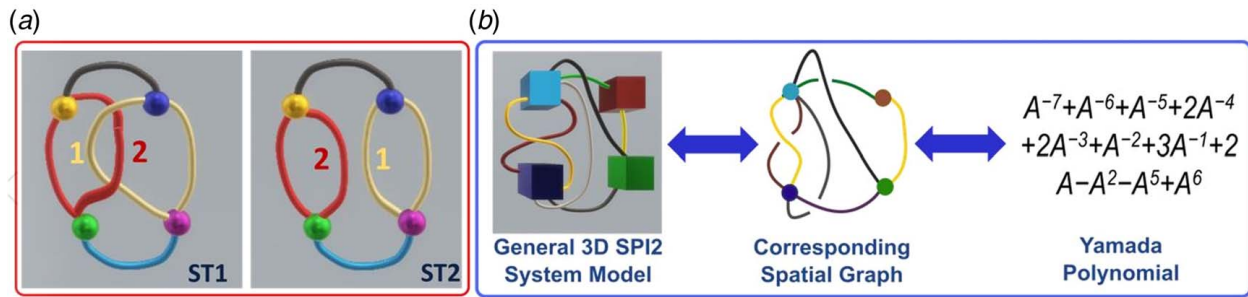 (a)
(b)
1
2
ST1
2
1
ST2
General 3D SPI2
System Model
Corresponding
Spatial Graph
A⁻⁷+A⁻⁶+A⁻⁵+2A⁻⁴
+2A⁻³+A⁻²+3A⁻¹+2
A−A²−A⁵+A⁶
Yamada
Polynomial